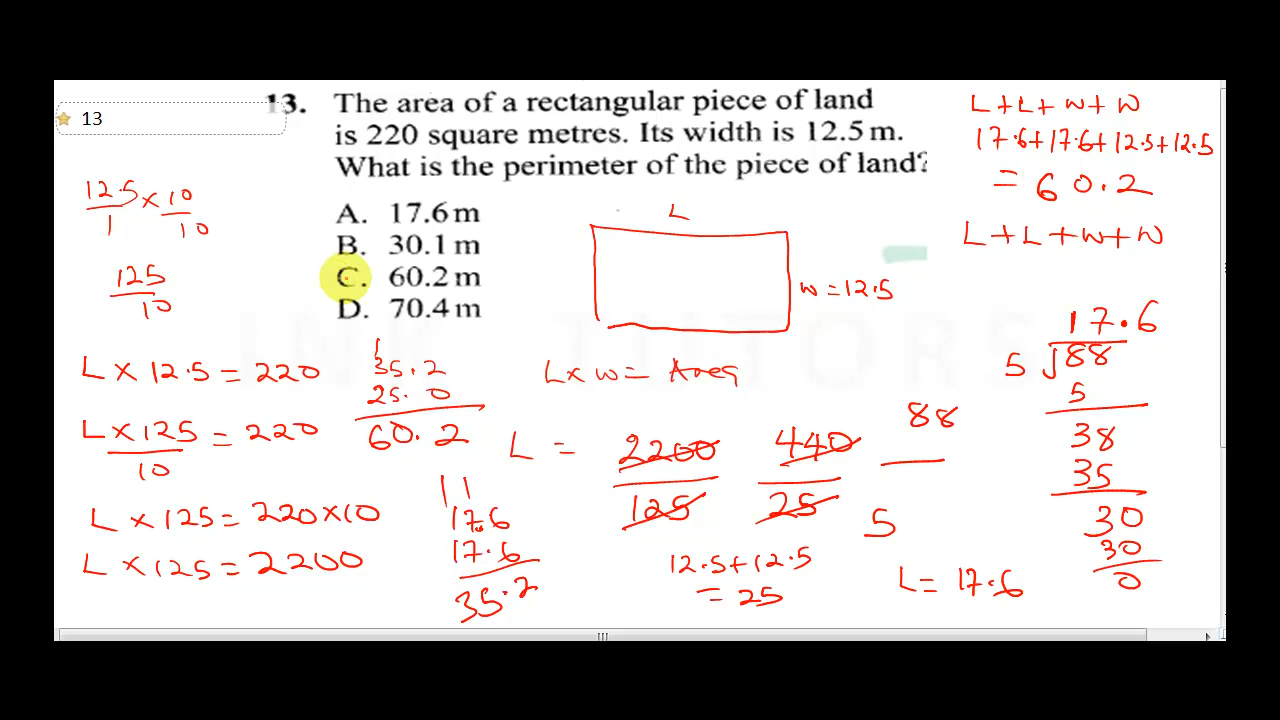 13
13. The area of a rectangular piece of land
is 220 square metres. Its width is 12.5 m.
What is the perimeter of the piece of land?
A. 17.6 m
B. 30.1 m
C. 60.2 m
D. 70.4 m
L+L+W+W
17.6+17.6+12.5+12.5
= 60.2
L+L+W+W
12.5 × 10
1 10
125
10
L
W = 12.5
L × W = Area
L × 12.5 = 220
L × 125 = 220
10
L × 125 = 220 × 10
L × 125 = 2200
1
35.2
25.0
60.2
11
17.6
17.6
35.2
L = 2200 440 88
125 25 5
12.5+12.5
= 25
L = 17.6
17.6
5 88
5
38
35
30
30
0
INK TUTORS